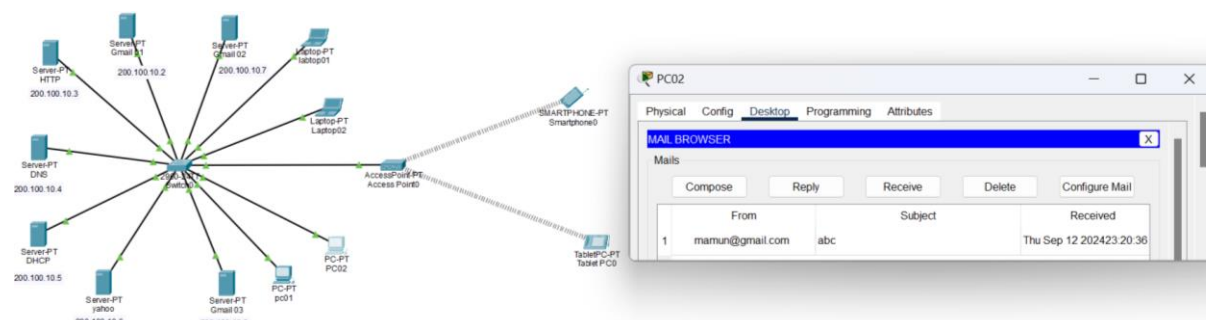 Server-PT
Gmail 01
200.100.10.2
Server-PT
Gmail 02
200.100.10.7
Laptop-PT
labtop01
Server-PT
HTTP
200.100.10.3
Laptop-PT
Laptop02
SMARTPHONE-PT
Smartphone0
Server-PT
DNS
200.100.10.4
Switch0
AccessPoint-PT
Access Point0
Server-PT
DHCP
200.100.10.5
PC-PT
PC02
TabletPC-PT
Tablet PC0
Server-PT
yahoo
Server-PT
Gmail 03
PC-PT
pc01
PC02
Physical Config Desktop Programming Attributes
MAIL BROWSER X
Mails
Compose Reply Receive Delete Configure Mail
From Subject Received
1 mamun@gmail.com abc Thu Sep 12 202423:20:36